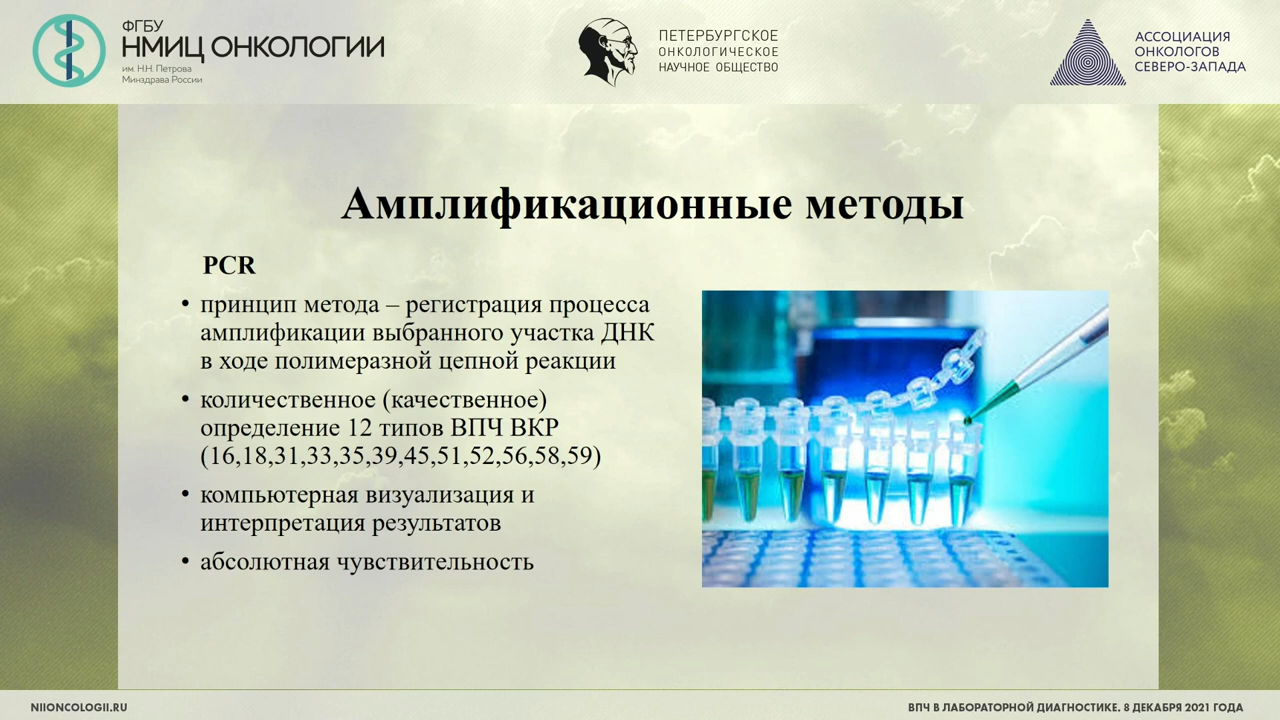 ФГБУ
НМИЦ ОНКОЛОГИИ
им. Н.Н. Петрова
Минздрава России
ПЕТЕРБУРГСКОЕ
ОНКОЛОГИЧЕСКОЕ
НАУЧНОЕ ОБЩЕСТВО
АССОЦИАЦИЯ
ОНКОЛОГОВ
СЕВЕРО-ЗАПАДА
Амплификационные методы
PCR
• принцип метода – регистрация процесса
амплификации выбранного участка ДНК
в ходе полимеразной цепной реакции
• количественное (качественное)
определение 12 типов ВПЧ ВКР
(16,18,31,33,35,39,45,51,52,56,58,59)
• компьютерная визуализация и
интерпретация результатов
• абсолютная чувствительность
NIIONCOLOGII.RU
ВПЧ В ЛАБОРАТОРНОЙ ДИАГНОСТИКЕ. 8 ДЕКАБРЯ 2021 ГОДА